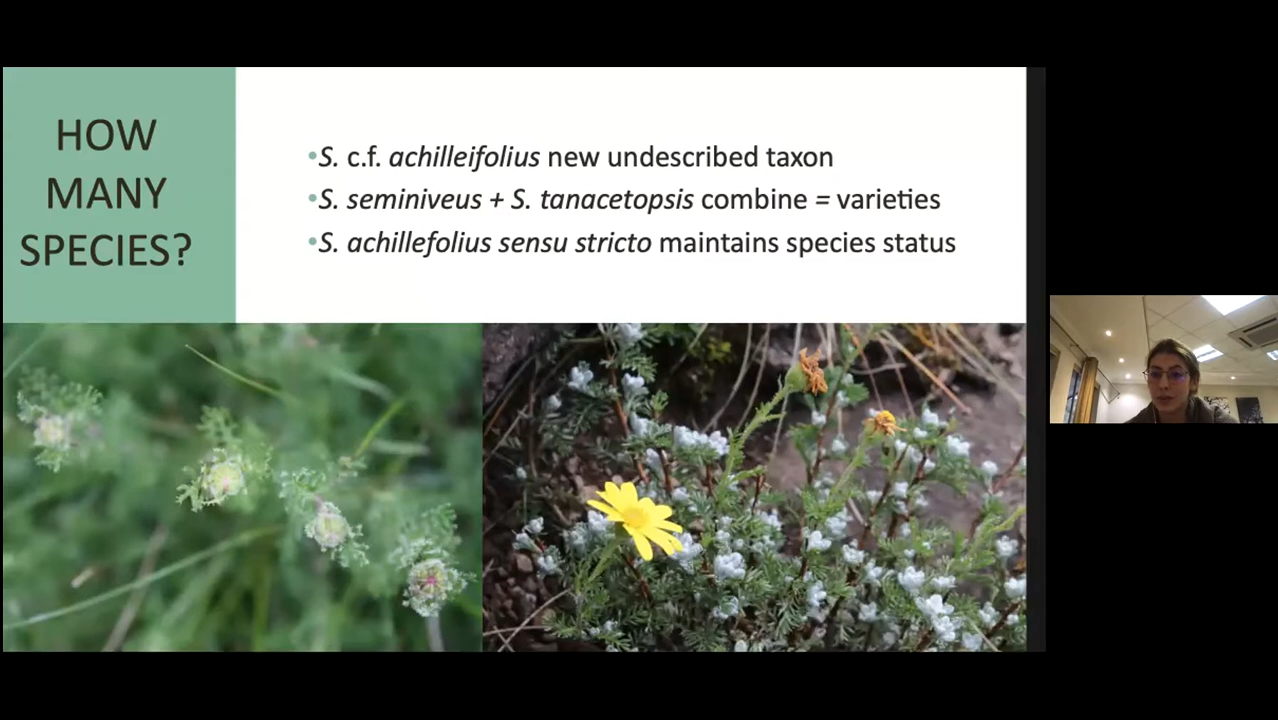 HOW
MANY
SPECIES?
•S. c.f. achilleifolius new undescribed taxon
•S. seminiveus + S. tanacetopsis combine = varieties
•S. achillefolius sensu stricto maintains species status